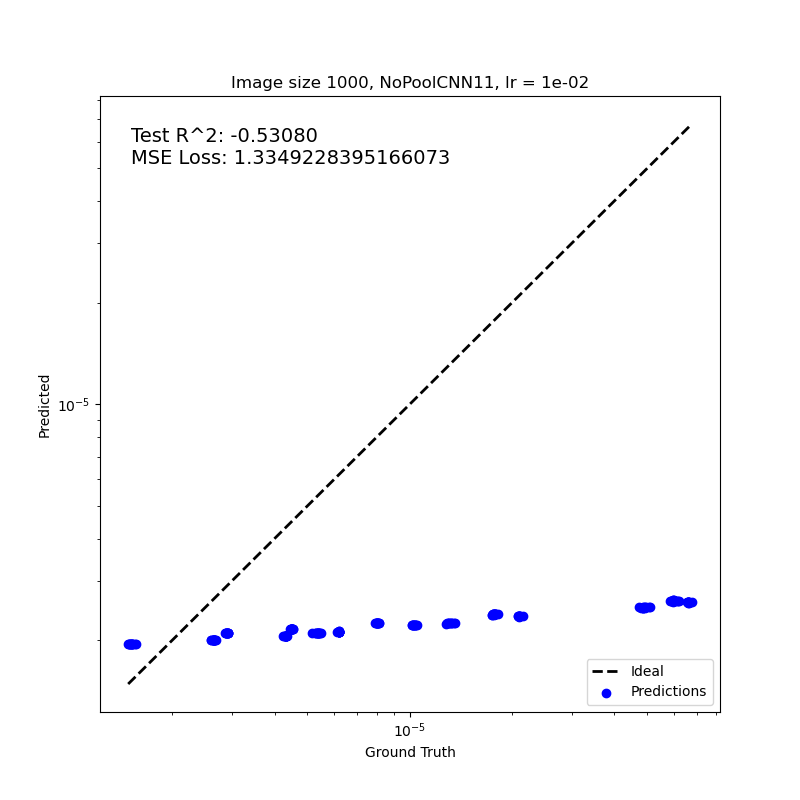 Image size 1000, NoPoolCNN11, lr = 1e-02
Test R^2: -0.53080
MSE Loss: 1.3349228395166073
Predicted
10⁻⁵
Ideal
Predictions
10⁻⁵
Ground Truth